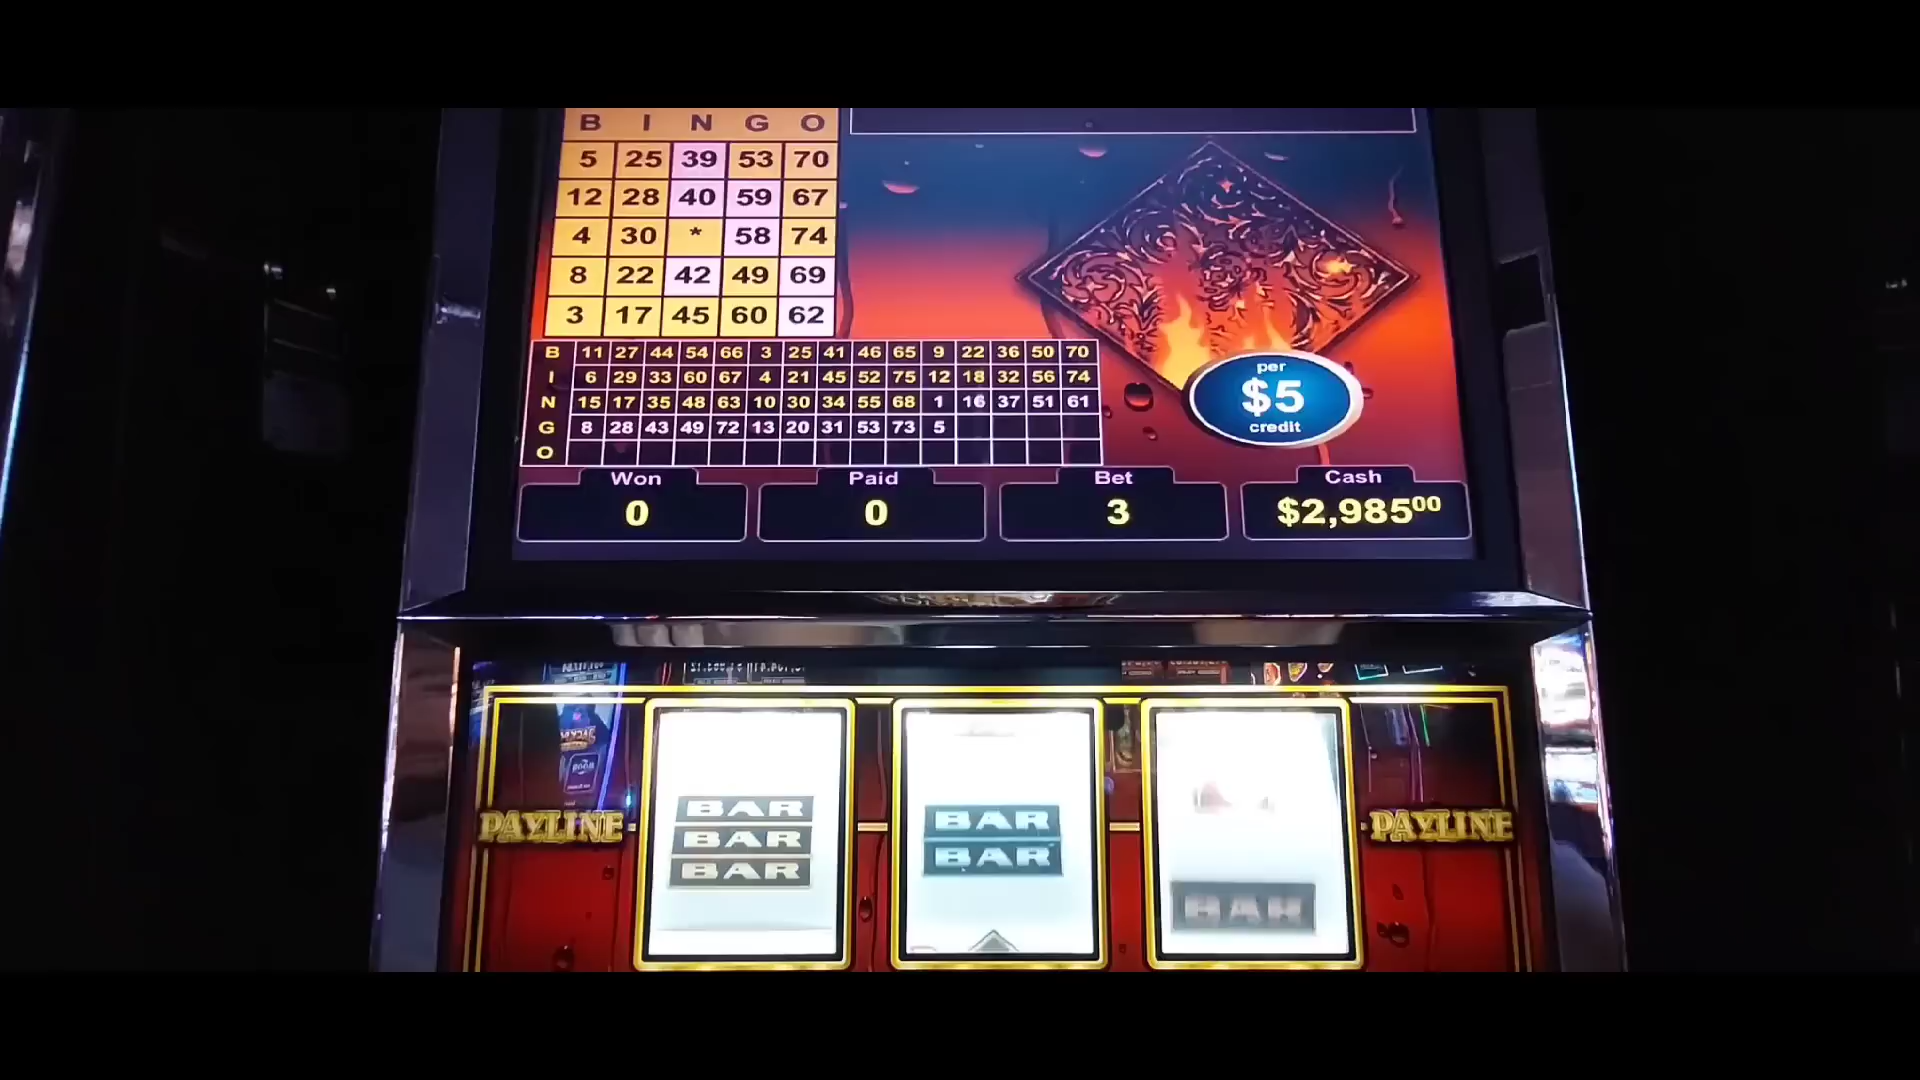 B I N G O
5 25 39 53 70
12 28 40 59 67
4 30 * 58 74
8 22 42 49 69
3 17 45 60 62
B 11 27 44 54 66 3 25 41 46 65 9 22 36 50 70
I 6 29 33 60 67 4 21 45 52 75 12 18 32 56 74
N 15 17 35 48 63 10 30 34 55 68 1 16 37 51 61
G 8 28 43 49 72 13 20 31 53 73 5
O
per
$5
credit
Won Paid Bet Cash
0 0 3 $2,98500
BAR
BAR
BAR
BAR
BAR
BAR
PAYLINE PAYLINE